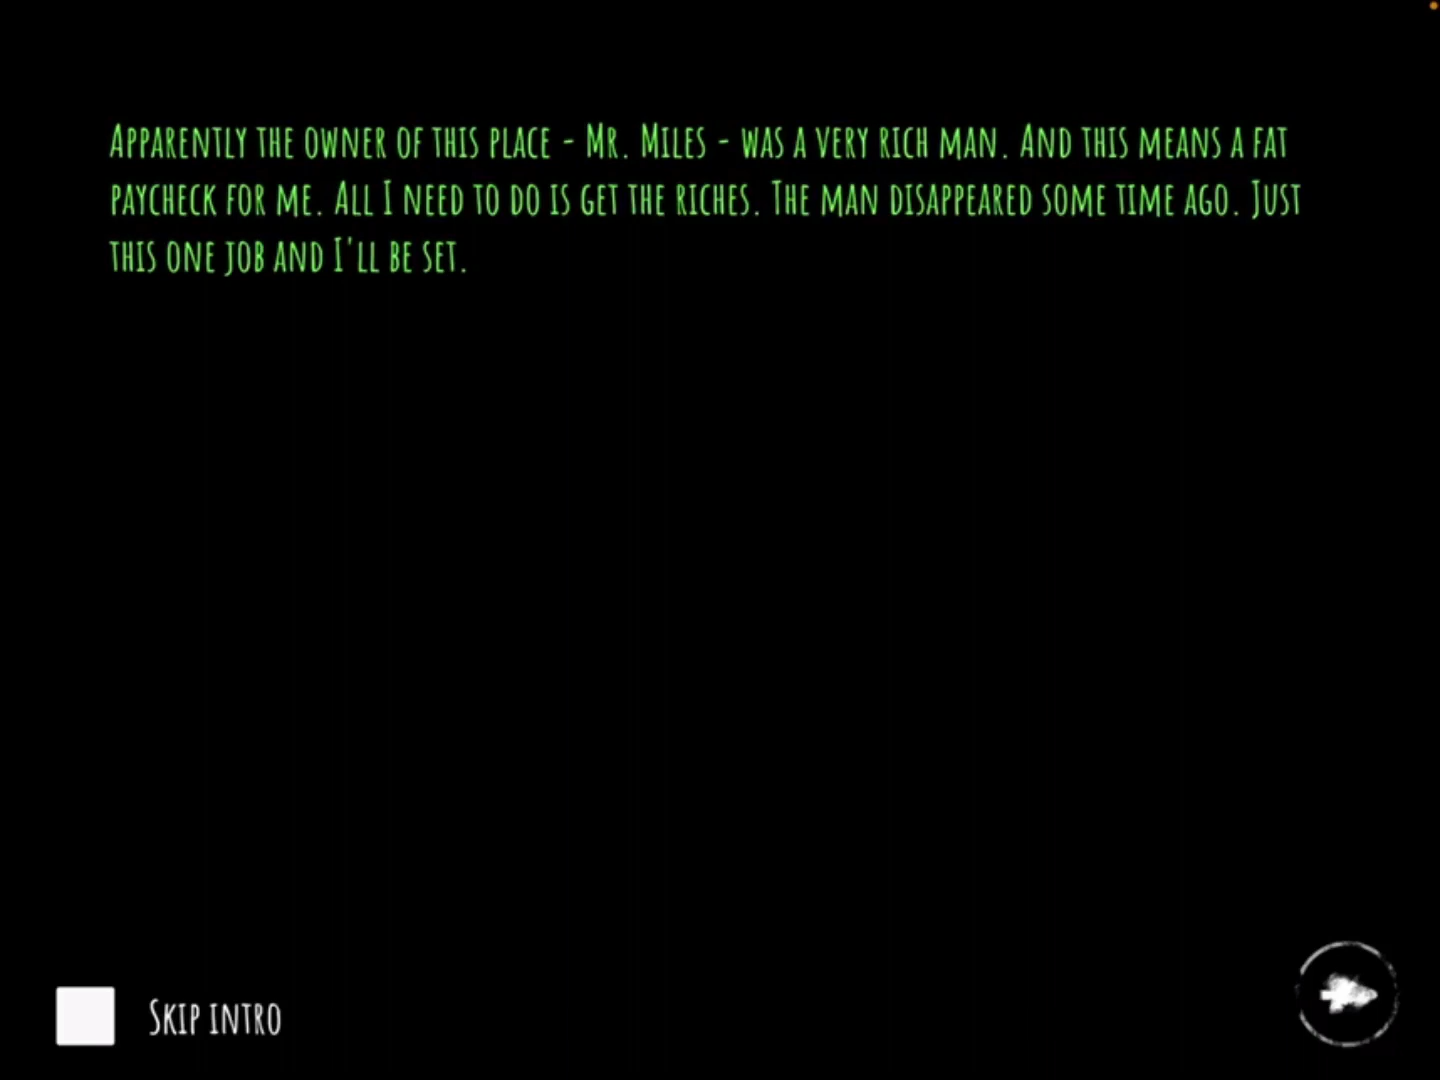 Apparently the owner of this place - Mr. Miles - was a very rich man. And this means a fat
paycheck for me. All I need to do is get the riches. The man disappeared some time ago. Just
this one job and I'll be set.
Skip intro